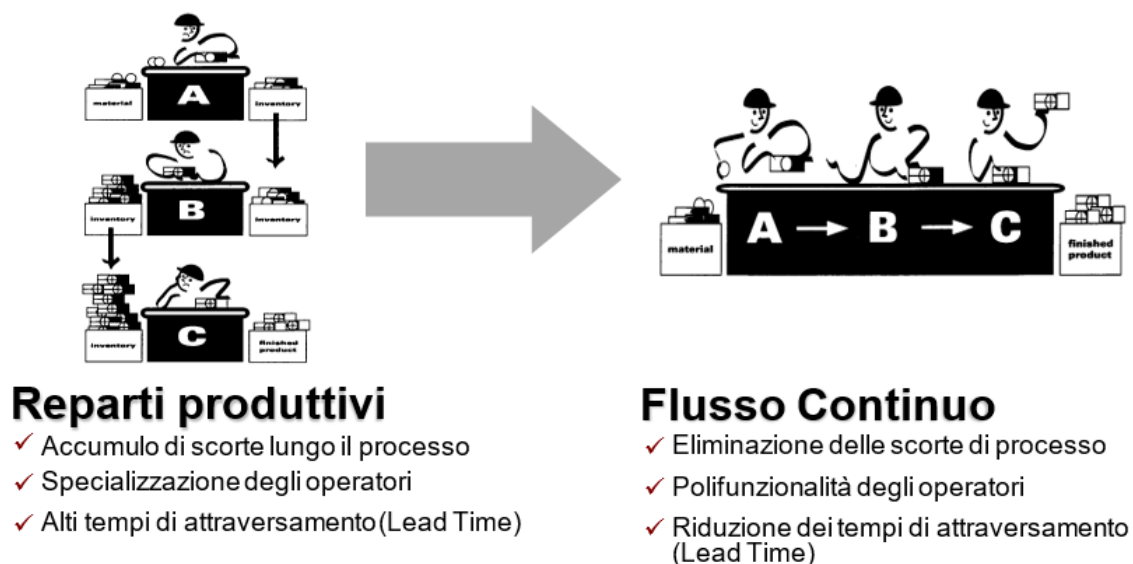 A
material
inventory
B
inventory
inventory
C
inventory
finished
product
A → B → C
material
finished
product
Reparti produttivi
✓ Accumulo di scorte lungo il processo
✓ Specializzazione degli operatori
✓ Alti tempi di attraversamento (Lead Time)
Flusso Continuo
✓ Eliminazione delle scorte di processo
✓ Polifunzionalità degli operatori
✓ Riduzione dei tempi di attraversamento
(Lead Time)